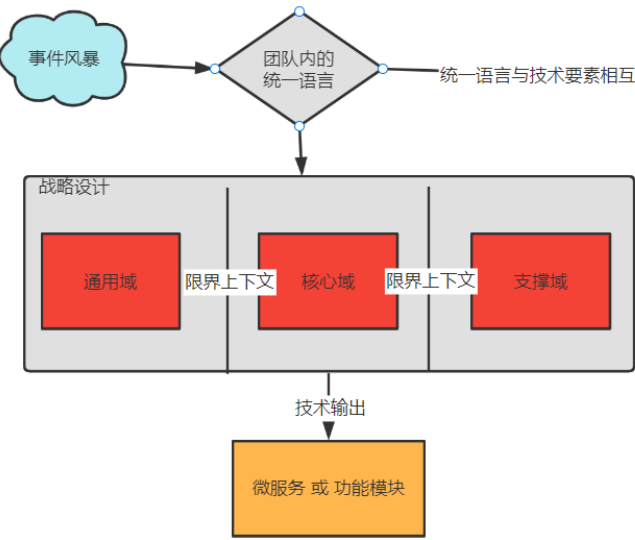 事件风暴
团队内的
统一语言
统一语言与技术要素相互
战略设计
通用域
限界上下文
核心域
限界上下文
支撑域
技术输出
微服务 或 功能模块